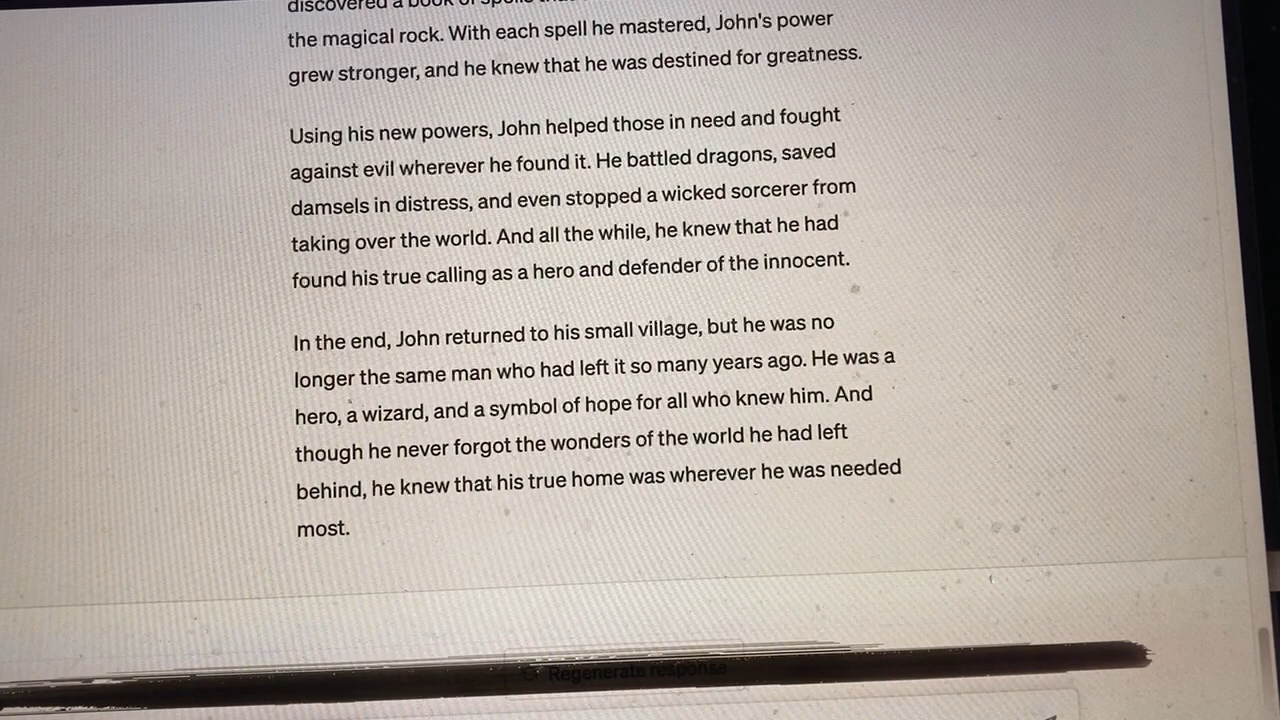 discovered a book of spells
the magical rock. With each spell he mastered, John's power
grew stronger, and he knew that he was destined for greatness.
Using his new powers, John helped those in need and fought
against evil wherever he found it. He battled dragons, saved
damsels in distress, and even stopped a wicked sorcerer from
taking over the world. And all the while, he knew that he had
found his true calling as a hero and defender of the innocent.
In the end, John returned to his small village, but he was no
longer the same man who had left it so many years ago. He was a
hero, a wizard, and a symbol of hope for all who knew him. And
though he never forgot the wonders of the world he had left
behind, he knew that his true home was wherever he was needed
most.
Regenerate response